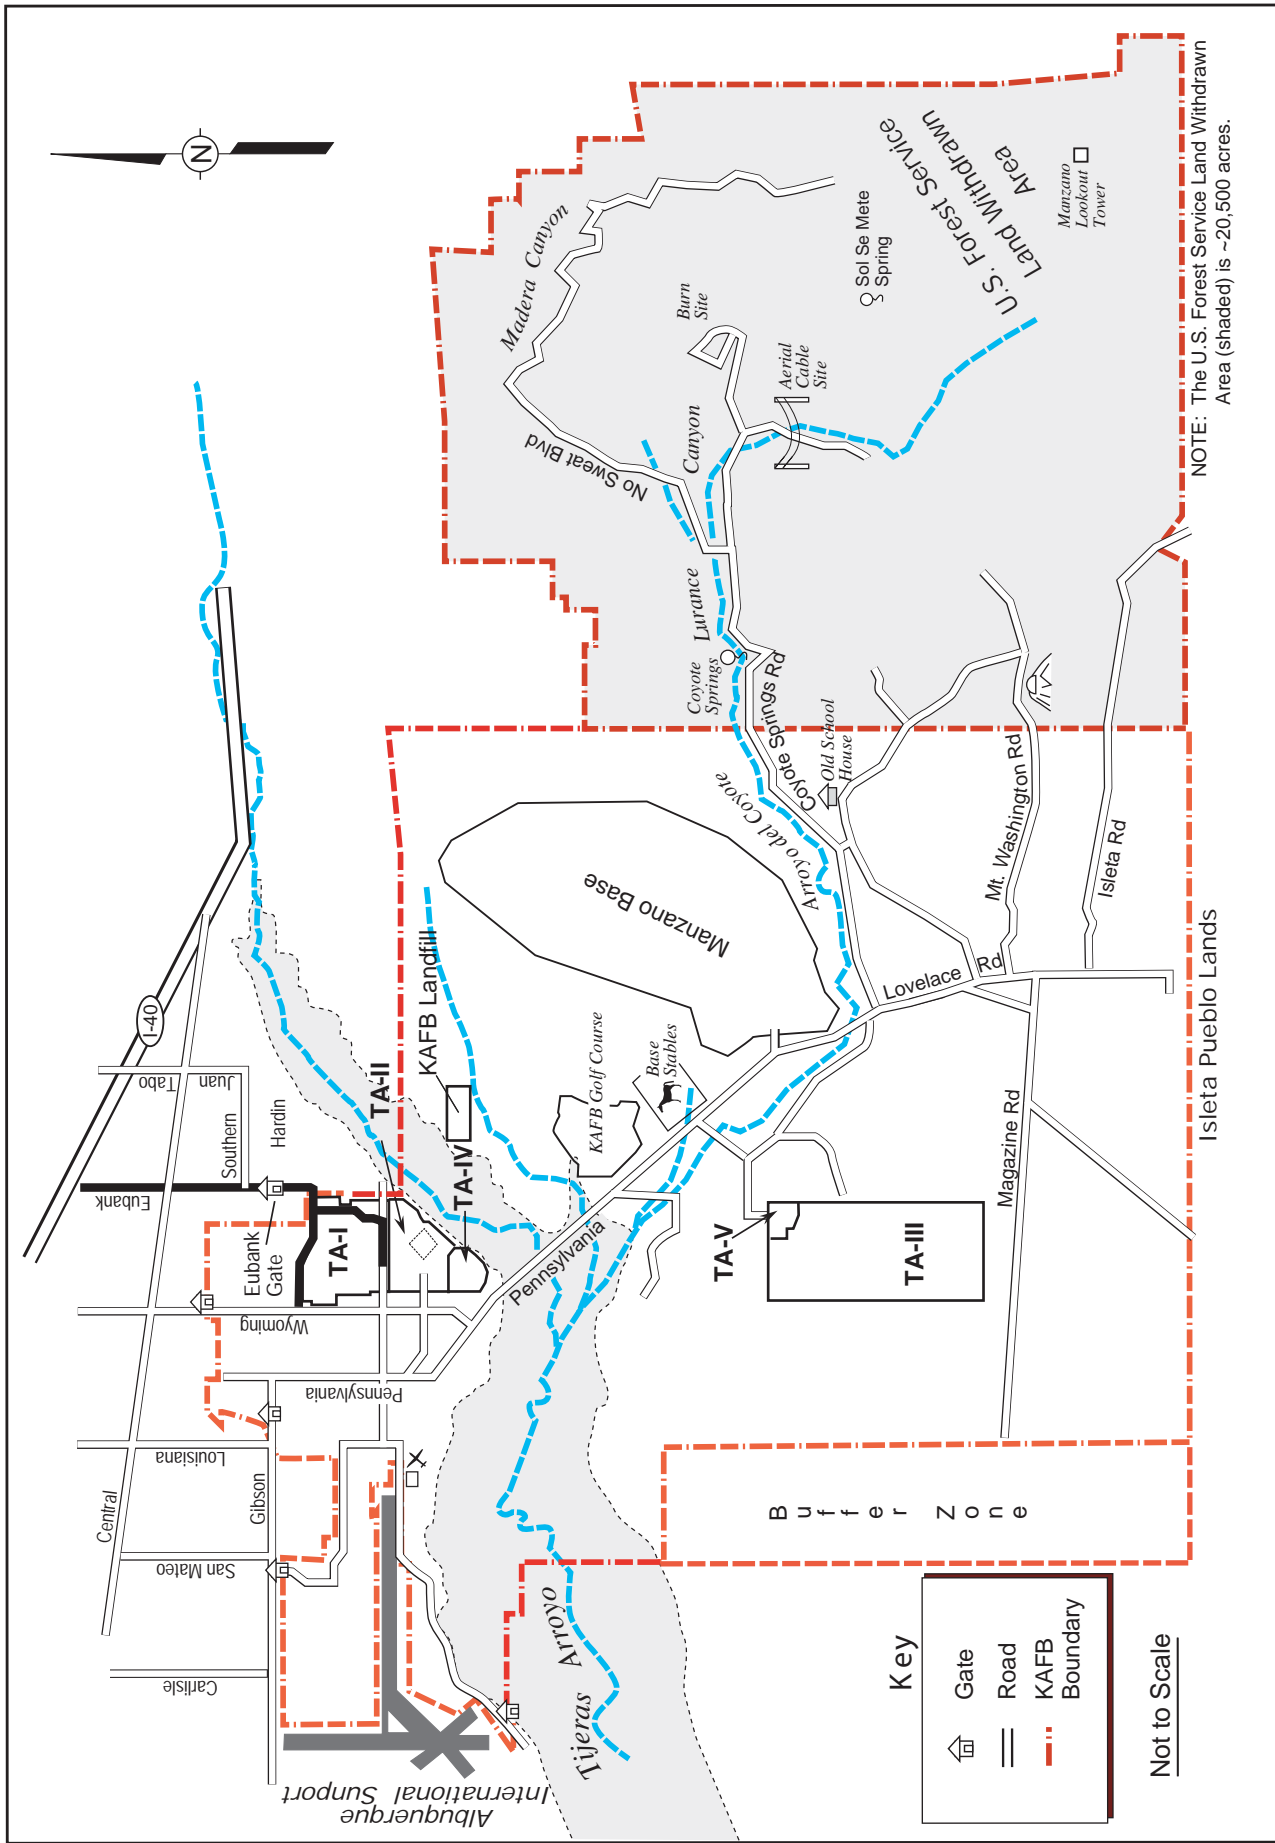 N
I-40
Tabo
Juan
Southern
Hardin
Eubank
Eubank
Gate
Wyoming
Pennsylvania
Louisiana
Gibson
Central
San Mateo
Carlisle
Albuquerque
International Sunport
TA-I
TA-II
TA-IV
KAFB Landfill
KAFB Golf Course
Base
Stables
Pennsylvania
Tijeras Arroyo
Manzano Base
Arroyo del Coyote
Coyote
Springs
Lurance Canyon
Coyote Springs Rd
Old School
House
No Sweat Blvd
Madera Canyon
Burn
Site
Aerial
Cable
Site
Sol Se Mete
Spring
U.S. Forest Service
Land Withdrawn
Area
Manzano
Lookout
Tower
Lovelace Rd
Mt. Washington Rd
Isleta Rd
Magazine Rd
TA-V
TA-III
Buffer Zone
Isleta Pueblo Lands
NOTE: The U.S. Forest Service Land Withdrawn
Area (shaded) is ~20,500 acres.
Key
Gate
Road
KAFB
Boundary
Not to Scale